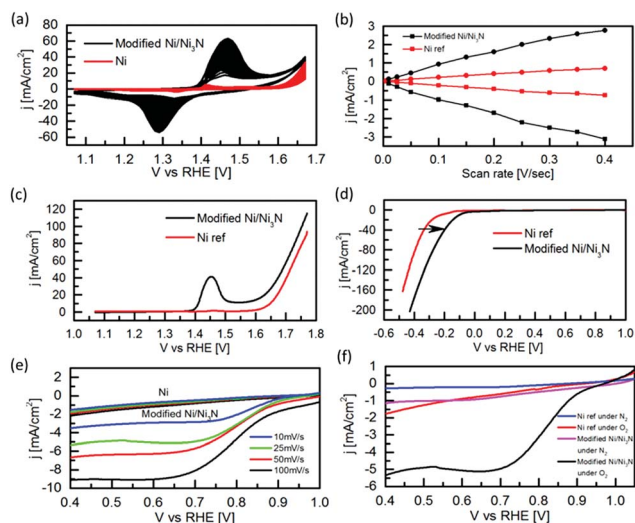 (a)
80
60
40
20
0
-20
-40
60
j [mA/cm²]
Modified Ni/Ni₃N
Ni
1.1 1.2 1.3 1.4 1.5 1.6 1.7
V vs RHE [V]
(b)
3
2
1
0
1
2
3
j [mA/cm²]
Modified Ni/Ni₃N
Ni ref
0.0 0.1 0.2 0.3 0.4
Scan rate [V/sec]
(c)
120
100
80
60
40
20
0
j [mA/cm²]
Modified Ni/Ni₃N
Ni ref
1.0 1.1 1.2 1.3 1.4 1.5 1.6 1.7 1.8
V vs RHE [V]
(d)
0
-40
-80
-120
-160
-200
j [mA/cm²]
Ni ref
Modified Ni/Ni₃N
-0.6 -0.4 -0.2 0.0 0.2 0.4 0.6 0.8 1.0
V vs RHE [V]
(e)
2
0
-2
-4
-6
-8
-10
j [mA/cm²]
Ni
Modified Ni/Ni₃N
10mV/s
25mV/s
50mV/s
100mV/s
0.4 0.5 0.6 0.7 0.8 0.9 1.0
V vs RHE [V]
(f)
2
1
0
-1
-2
-3
-4
-5
j [mA/cm²]
Ni ref under N₂
Ni ref under O₂
Modified Ni/Ni₃N
under N₂
Modified Ni/Ni₃N
under O₂
0.4 0.5 0.6 0.7 0.8 0.9 1.0
V vs RHE [V]